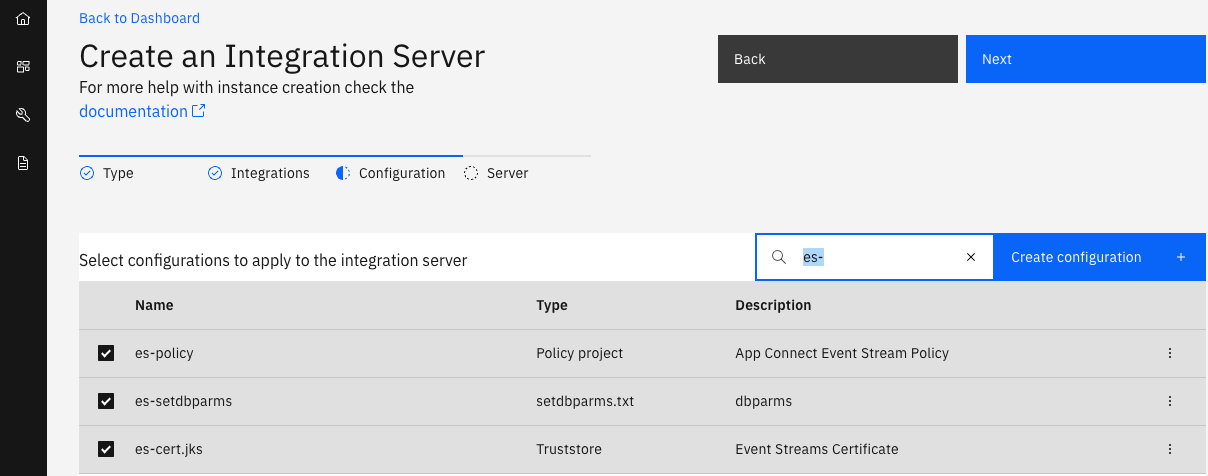 Back to Dashboard
Create an Integration Server
Back
Next
For more help with instance creation check the
documentation
Type
Integrations
Configuration
Server
Select configurations to apply to the integration server
es-
Create configuration +
Name Type Description
es-policy Policy project App Connect Event Stream Policy
es-setdbparms setdbparms.txt dbparms
es-cert.jks Truststore Event Streams Certificate